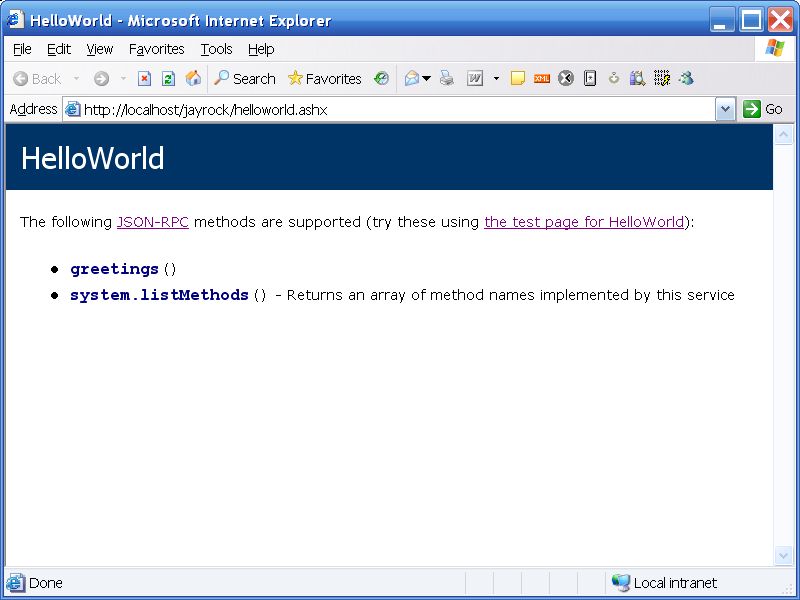 HelloWorld - Microsoft Internet Explorer
File Edit View Favorites Tools Help
Back Search Favorites W XML
Address http://localhost/jayrock/helloworld.ashx Go
HelloWorld
The following JSON-RPC methods are supported (try these using the test page for HelloWorld):
• greetings()
• system.listMethods() - Returns an array of method names implemented by this service
Done Local intranet